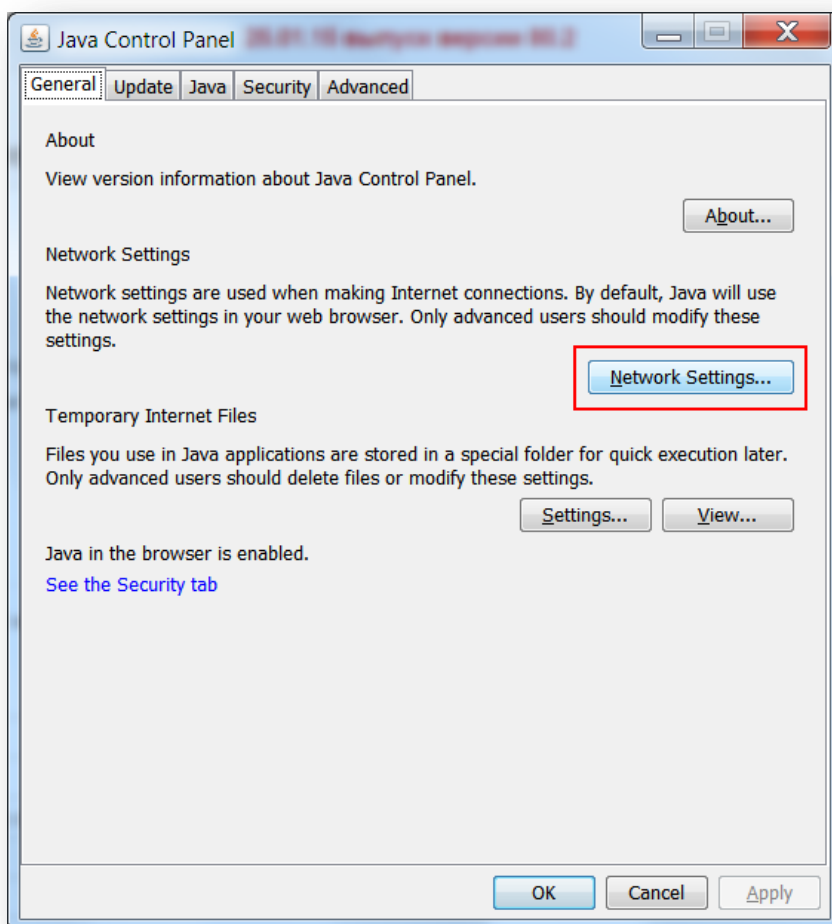 Java Control Panel
General Update Java Security Advanced
About
View version information about Java Control Panel.
About...
Network Settings
Network settings are used when making Internet connections. By default, Java will use
the network settings in your web browser. Only advanced users should modify these
settings.
Network Settings...
Temporary Internet Files
Files you use in Java applications are stored in a special folder for quick execution later.
Only advanced users should delete files or modify these settings.
Settings... View...
Java in the browser is enabled.
See the Security tab
OK Cancel Apply